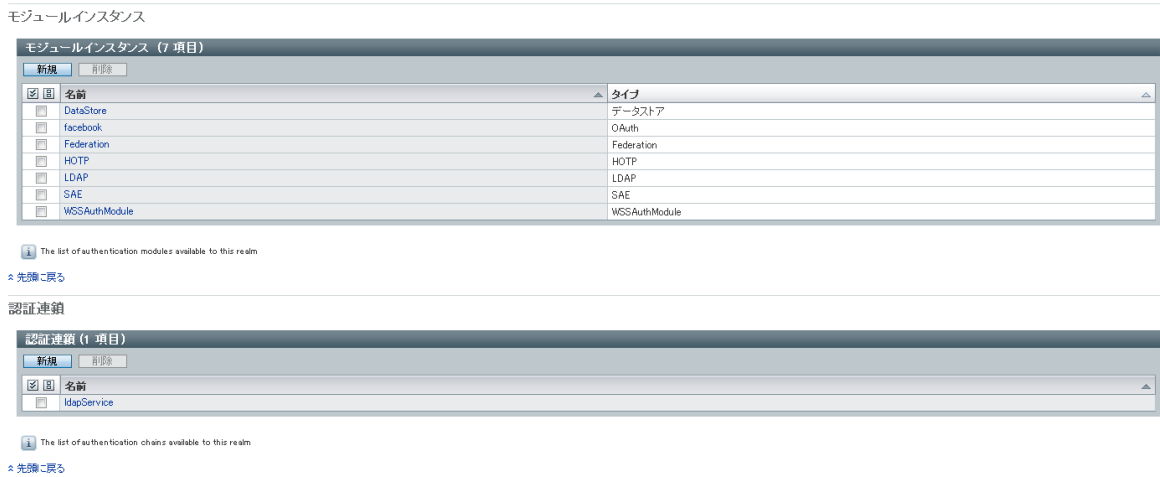 モジュールインスタンス
モジュールインスタンス (7 項目)
新規 削除
名前 タイプ
DataStore データストア
facebook OAuth
Federation Federation
HOTP HOTP
LDAP LDAP
SAE SAE
WSSAuthModule WSSAuthModule
The list of authentication modules available to this realm
先頭に戻る
認証連鎖
認証連鎖 (1 項目)
新規 削除
名前
ldapService
The list of authentication chains available to this realm
先頭に戻る